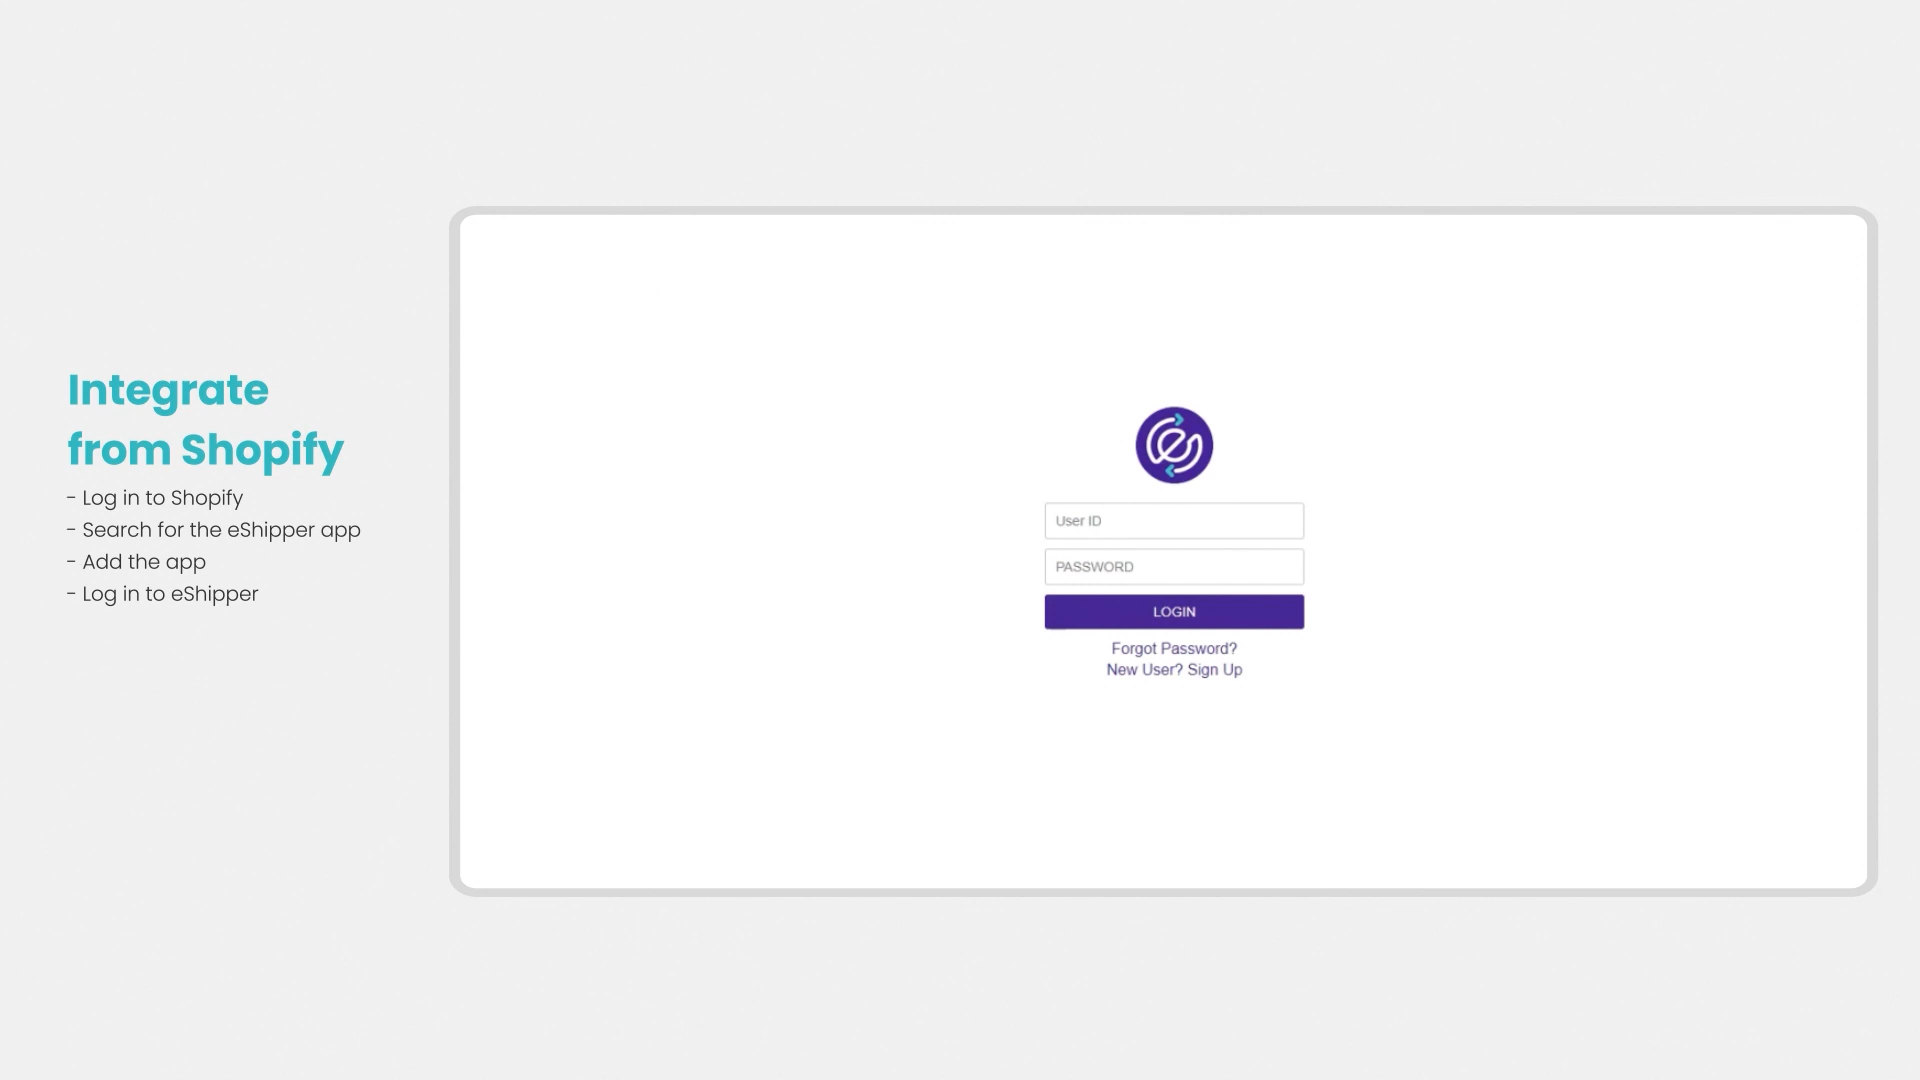 Integrate
from Shopify
- Log in to Shopify
- Search for the eShipper app
- Add the app
- Log in to eShipper
User ID
PASSWORD
LOGIN
Forgot Password?
New User? Sign Up